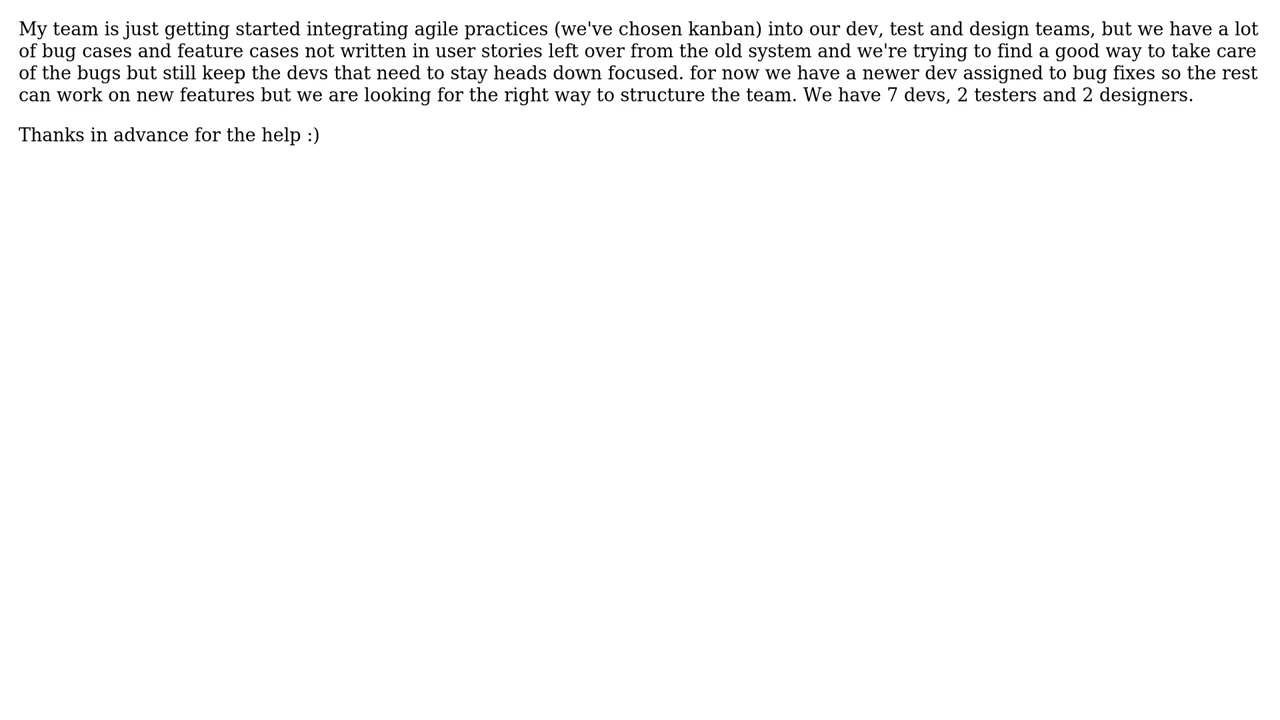 My team is just getting started integrating agile practices (we've chosen kanban) into our dev, test and design teams, but we have a lot
of bug cases and feature cases not written in user stories left over from the old system and we're trying to find a good way to take care
of the bugs but still keep the devs that need to stay heads down focused. for now we have a newer dev assigned to bug fixes so the rest
can work on new features but we are looking for the right way to structure the team. We have 7 devs, 2 testers and 2 designers.
Thanks in advance for the help :)